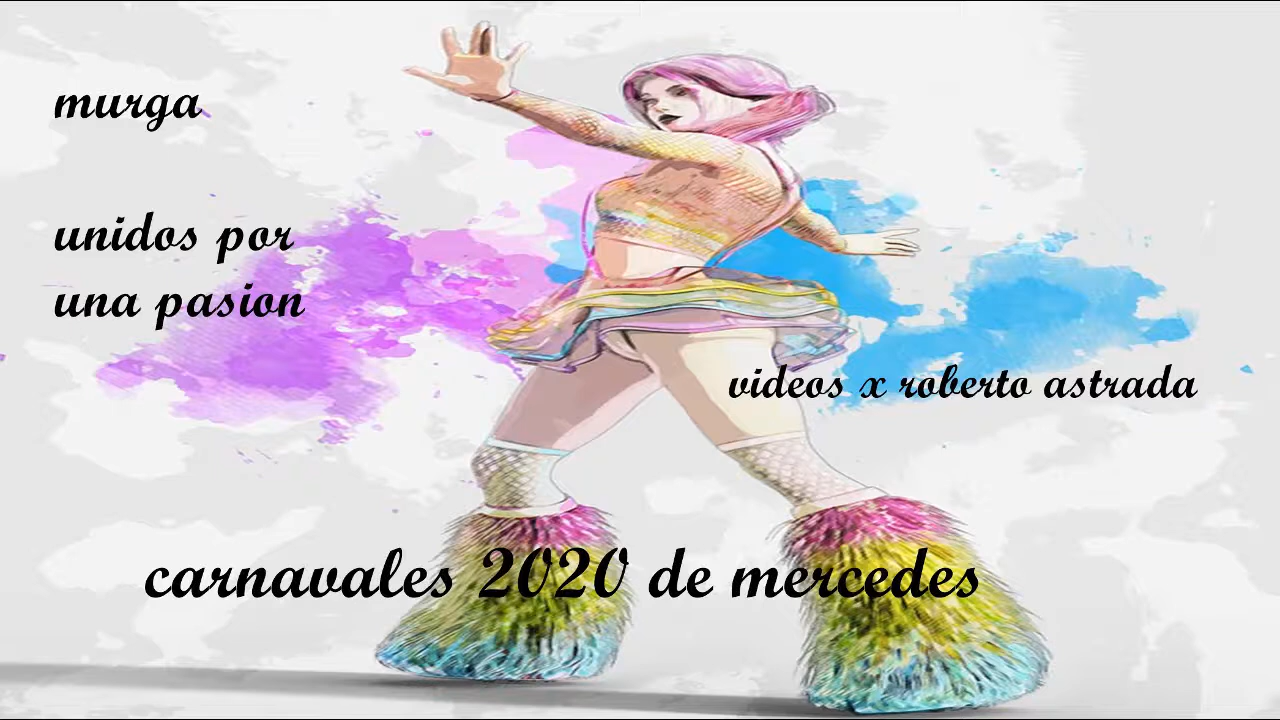 murga
unidos por
una pasion
videos x roberto astrada
carnavales 2020 de mercedes